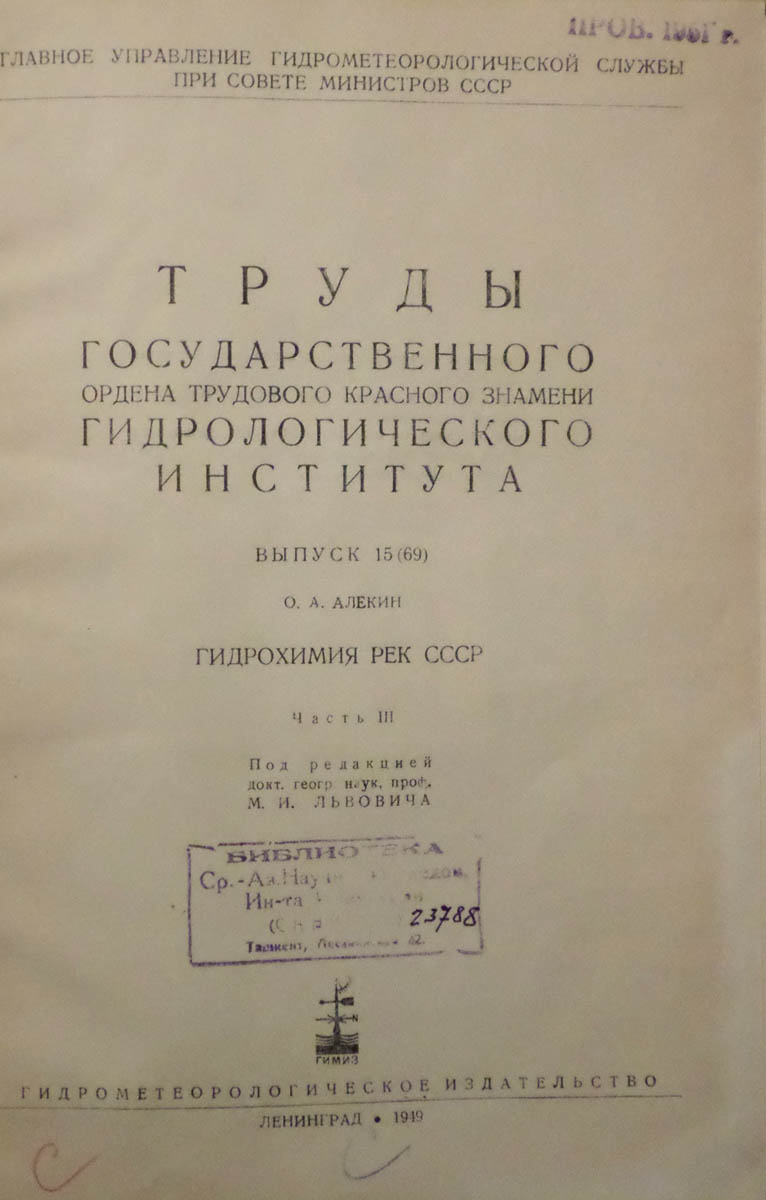 ПРОВ. 1961 г.
ГЛАВНОЕ УПРАВЛЕНИЕ ГИДРОМЕТЕОРОЛОГИЧЕСКОЙ СЛУЖБЫ
ПРИ СОВЕТЕ МИНИСТРОВ СССР
ТРУДЫ
ГОСУДАРСТВЕННОГО
ОРДЕНА ТРУДОВОГО КРАСНОГО ЗНАМЕНИ
ГИДРОЛОГИЧЕСКОГО
ИНСТИТУТА
ВЫПУСК 15 (69)
О. А. АЛЕКИН
ГИДРОХИМИЯ РЕК СССР
Часть III
Под редакцией
докт. геогр наук, проф.
М. И. ЛЬВОВИЧА
БИБЛИОТЕКА
Ср.-Аз.
Ин-та
23788
Ташкент,
N
ГИМИЗ
ГИДРОМЕТЕОРОЛОГИЧЕСКОЕ ИЗДАТЕЛЬСТВО
ЛЕНИНГРАД • 1949